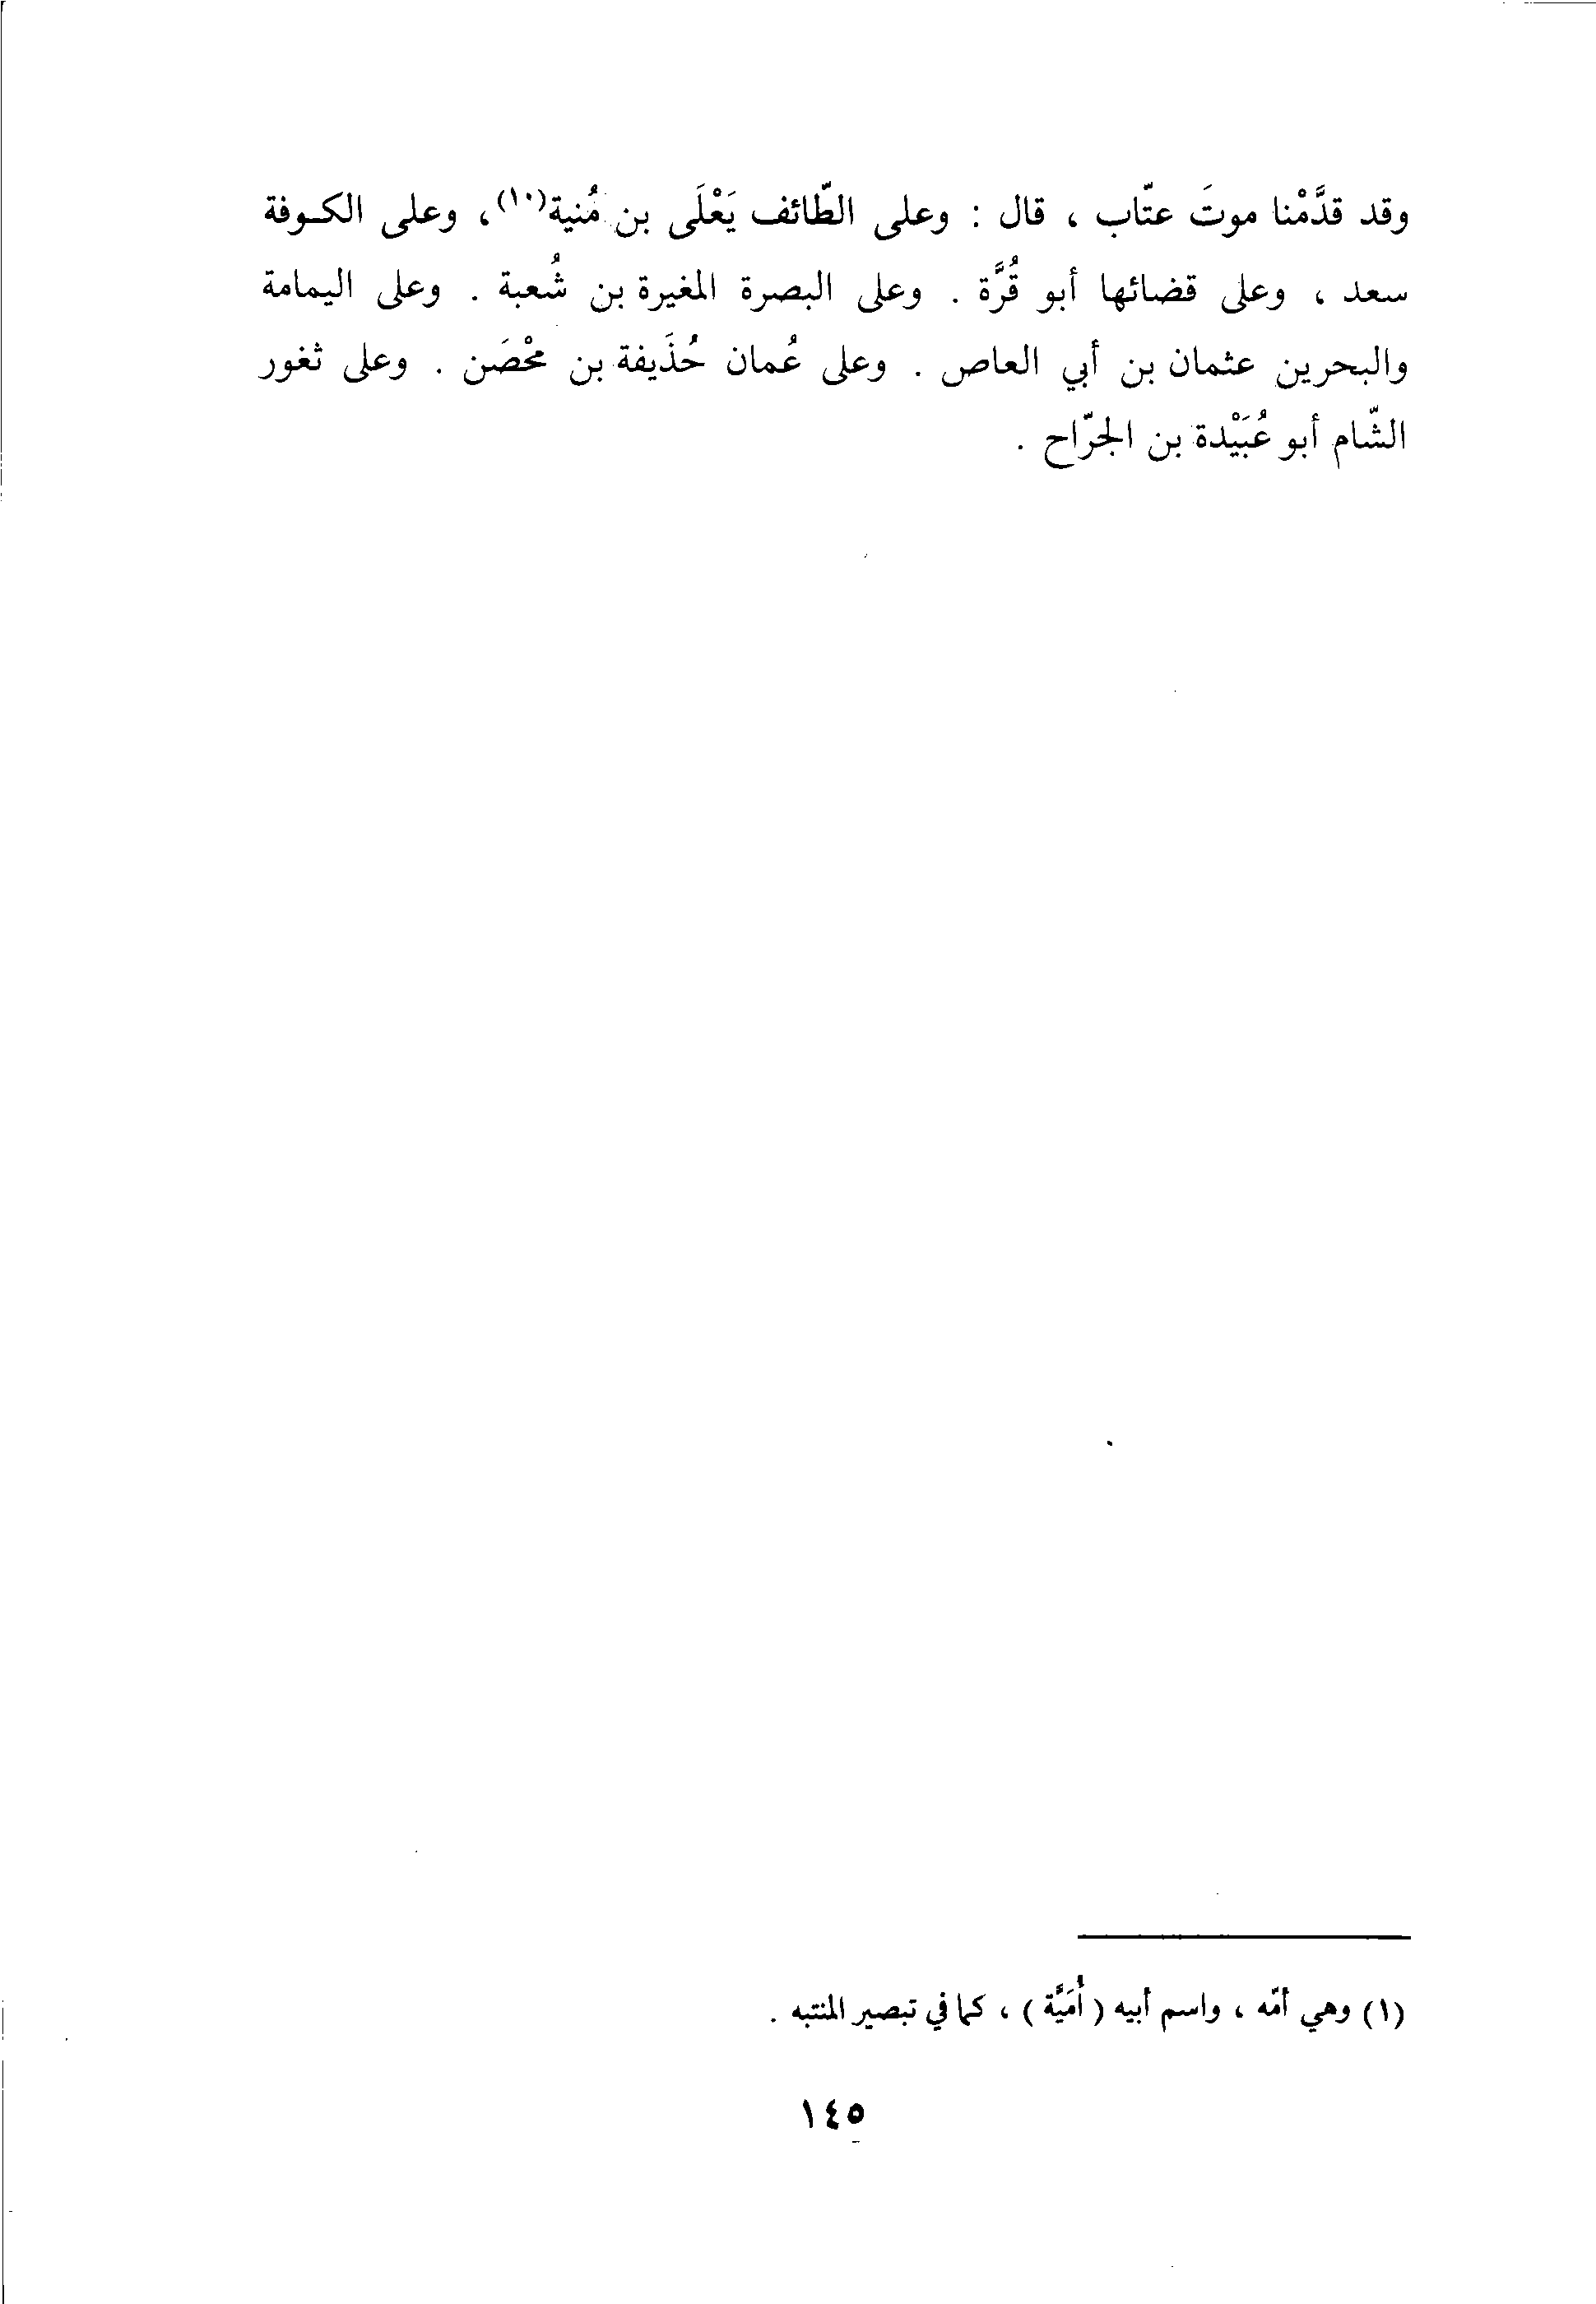 وقد قدَّمْنا موتَ عتّاب ، قال : وعلى الطّائف يَعْلَى بن مُنية(١٠)، وعلى الكوفة
سعد ، وعلى قضائها أبو قُرَّة . وعلى البصرة المغيرة بن شُعبة . وعلى اليمامة
والبحرين عثمان بن أبي العاص . وعلى عُمان حُذَيفة بن محْصَن . وعلى ثغور
الشّام أبو عُبَيْدة بن الجرّاح .
(١) وهي أمّه ، واسم أبيه ( أُمَيَّة ) ، كما في تبصير المنتبه .
١٤٥